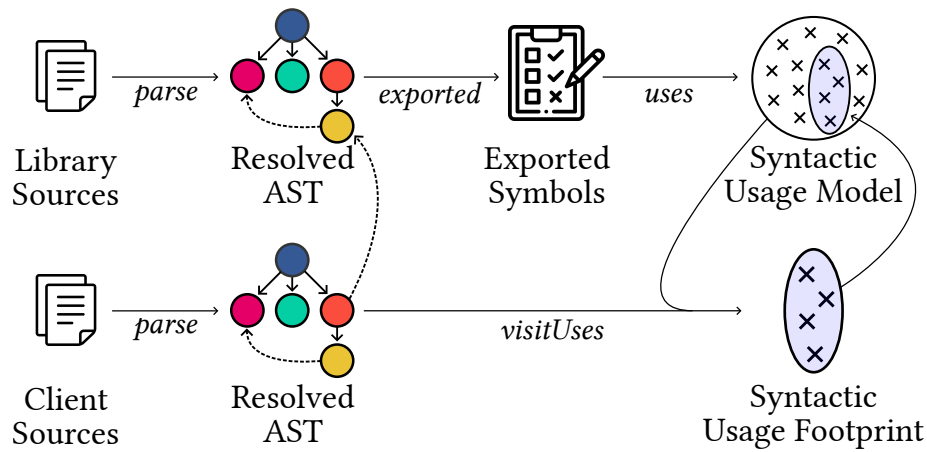 parse
exported
uses
Library
Sources
Resolved
AST
Exported
Symbols
Syntactic
Usage Model
parse
visitUses
Client
Sources
Resolved
AST
Syntactic
Usage Footprint